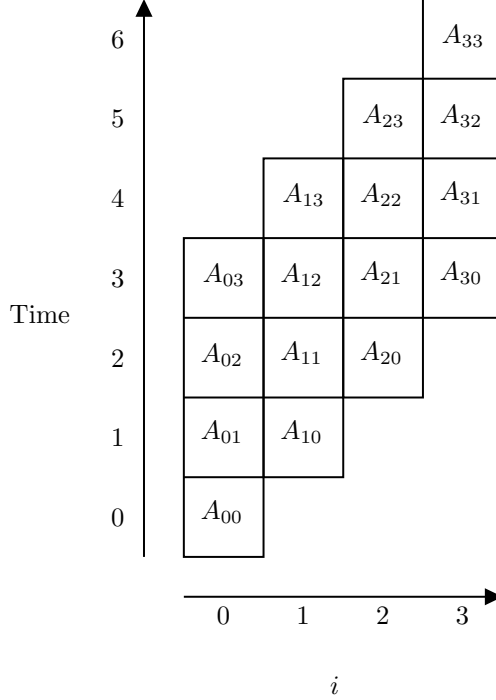 6 A₃₃
5 A₂₃ A₃₂
4 A₁₃ A₂₂ A₃₁
3 A₀₃ A₁₂ A₂₁ A₃₀
Time
2 A₀₂ A₁₁ A₂₀
1 A₀₁ A₁₀
0 A₀₀
0 1 2 3
i